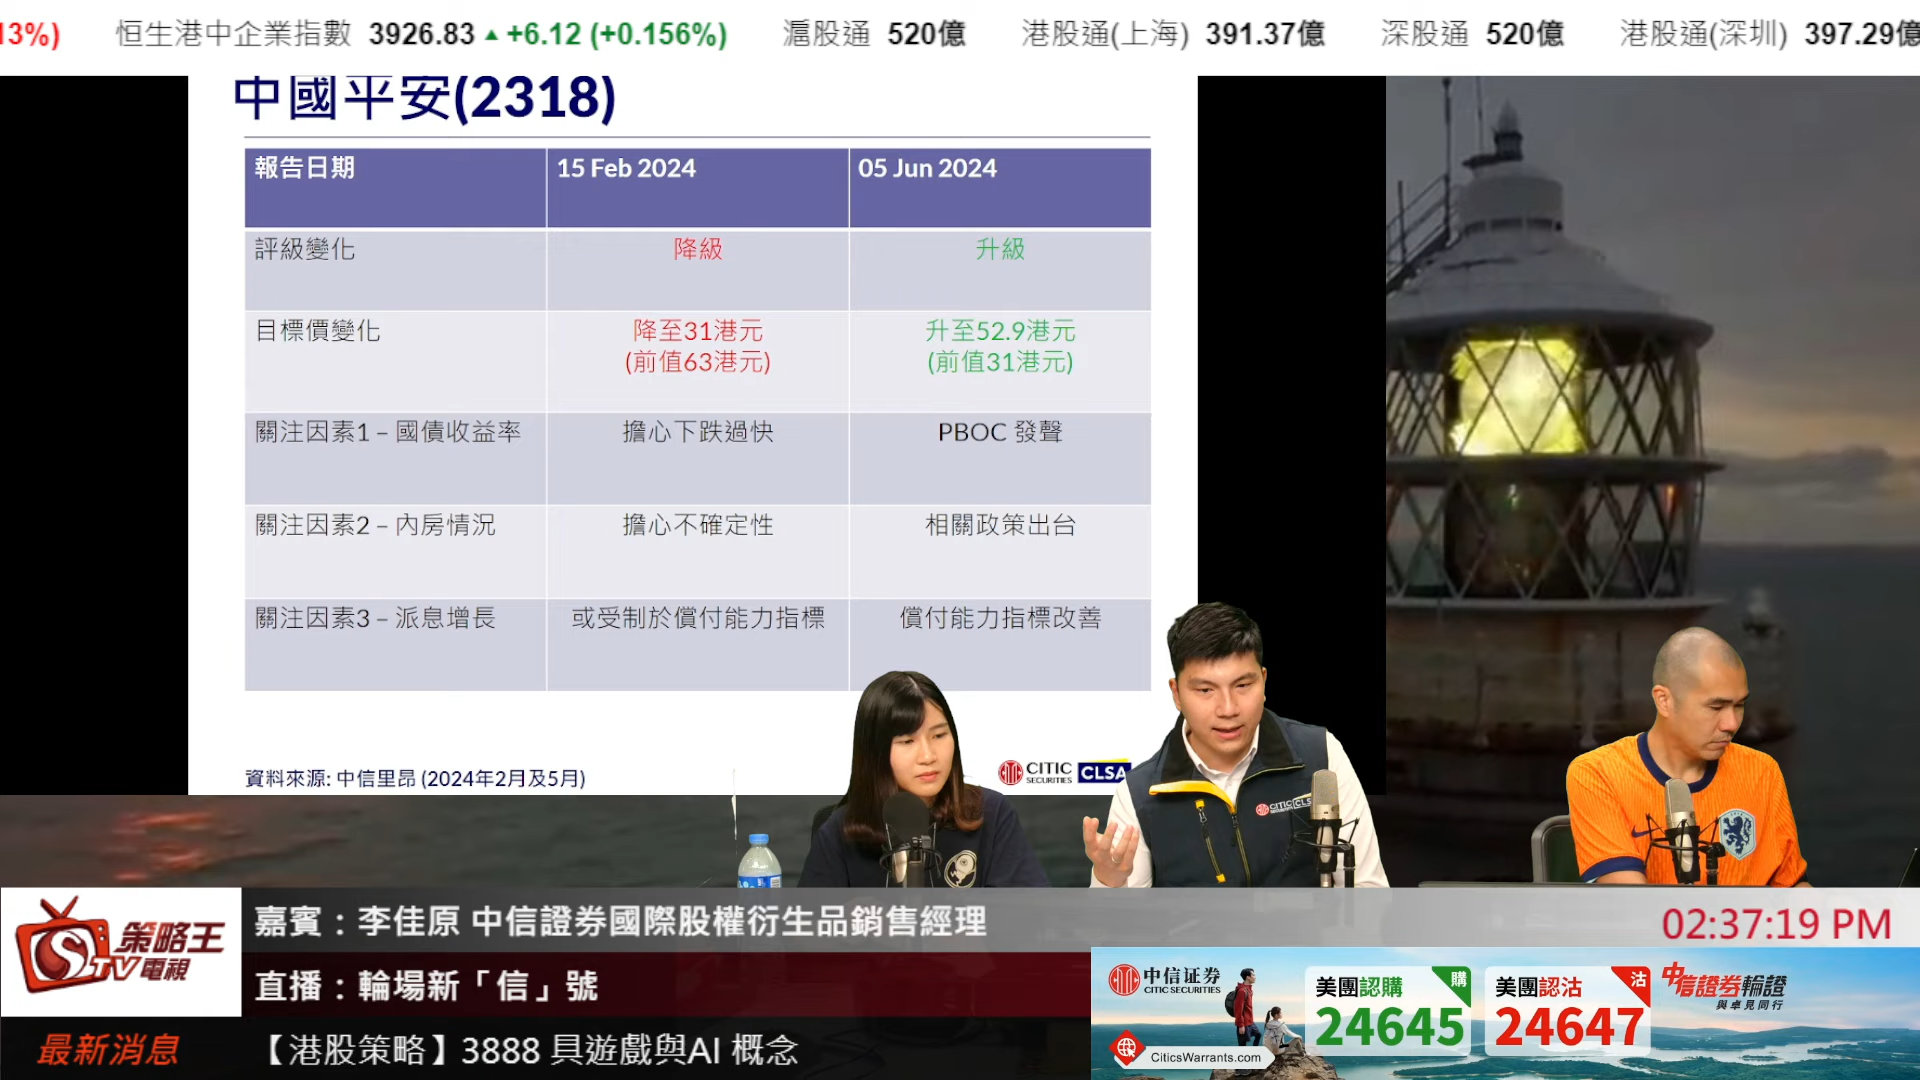 13%) 恒生港中企業指數 3926.83 ▲ +6.12 (+0.156%) 滬股通 520億 港股通(上海) 391.37億 深股通 520億 港股通(深圳) 397.29億
中國平安(2318)
報告日期 15 Feb 2024 05 Jun 2024
評級變化 降級 升級
目標價變化 降至31港元 升至52.9港元
(前值63港元) (前值31港元)
關注因素1 – 國債收益率 擔心下跌過快 PBOC 發聲
關注因素2 – 內房情況 擔心不確定性 相關政策出台
關注因素3 – 派息增長 或受制於償付能力指標 償付能力指標改善
資料來源: 中信里昂 (2024年2月及5月)
CITIC SECURITIES CLSA
CITIC CLS
策略王
STV電視
嘉賓：李佳原 中信證券國際股權衍生品銷售經理
02:37:19 PM
直播：輪場新「信」號
最新消息
【港股策略】3888 具遊戲與AI 概念
中信证券
CITIC SECURITIES
CiticsWarrants.com
美團認購 購
24645
美團認沽 沽
24647
中信證券輪證
與卓見同行